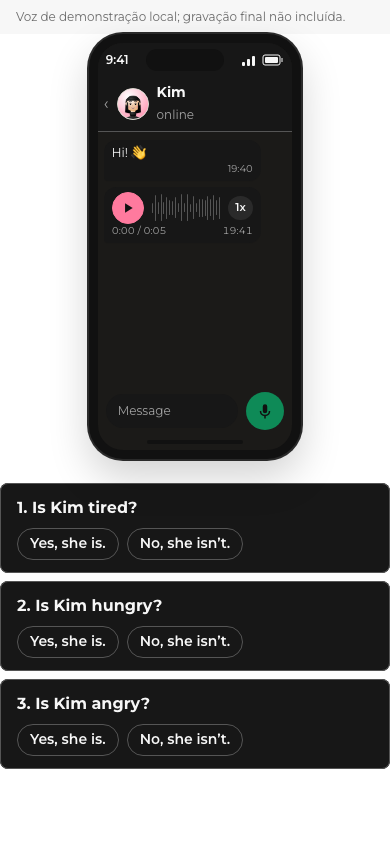 Voz de demonstração local; gravação final não incluída.
9:41
Kim
online
Hi! 👋
19:40
1x
0:00 / 0:05 19:41
Message
1. Is Kim tired?
Yes, she is. No, she isn’t.
2. Is Kim hungry?
Yes, she is. No, she isn’t.
3. Is Kim angry?
Yes, she is. No, she isn’t.